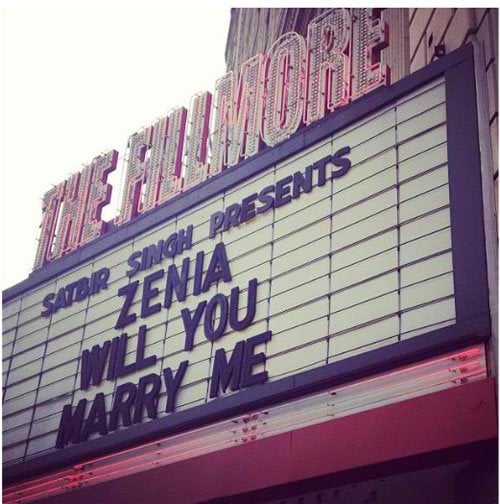 THE FILLMORE
SATBIR SINGH PRESENTS
ZENIA
WILL YOU
MARRY ME